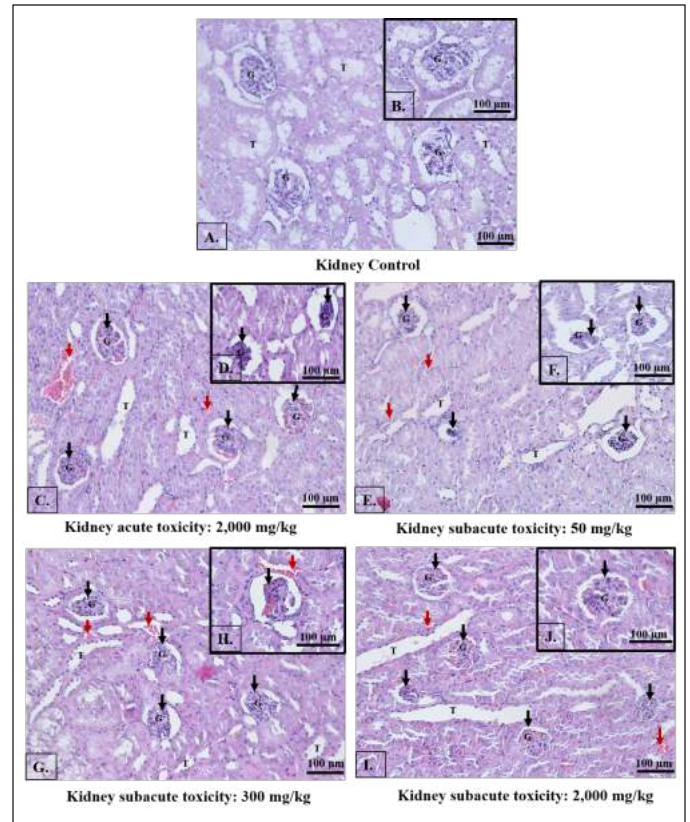 G
T
G
B.
100 µm
T
T
G
G
A.
100 µm
Kidney Control
G
D.
100 µm
T
T
G
G
G
C.
100 µm
Kidney acute toxicity: 2,000 mg/kg
G
G
G
F.
100 µm
T
G
G
T
E.
100 µm
Kidney subacute toxicity: 50 mg/kg
G
H.
100 µm
T
G
G
G
T
T
G.
100 µm
Kidney subacute toxicity: 300 mg/kg
G
G
J.
100 µm
T
G
T
G
I.
100 µm
Kidney subacute toxicity: 2,000 mg/kg